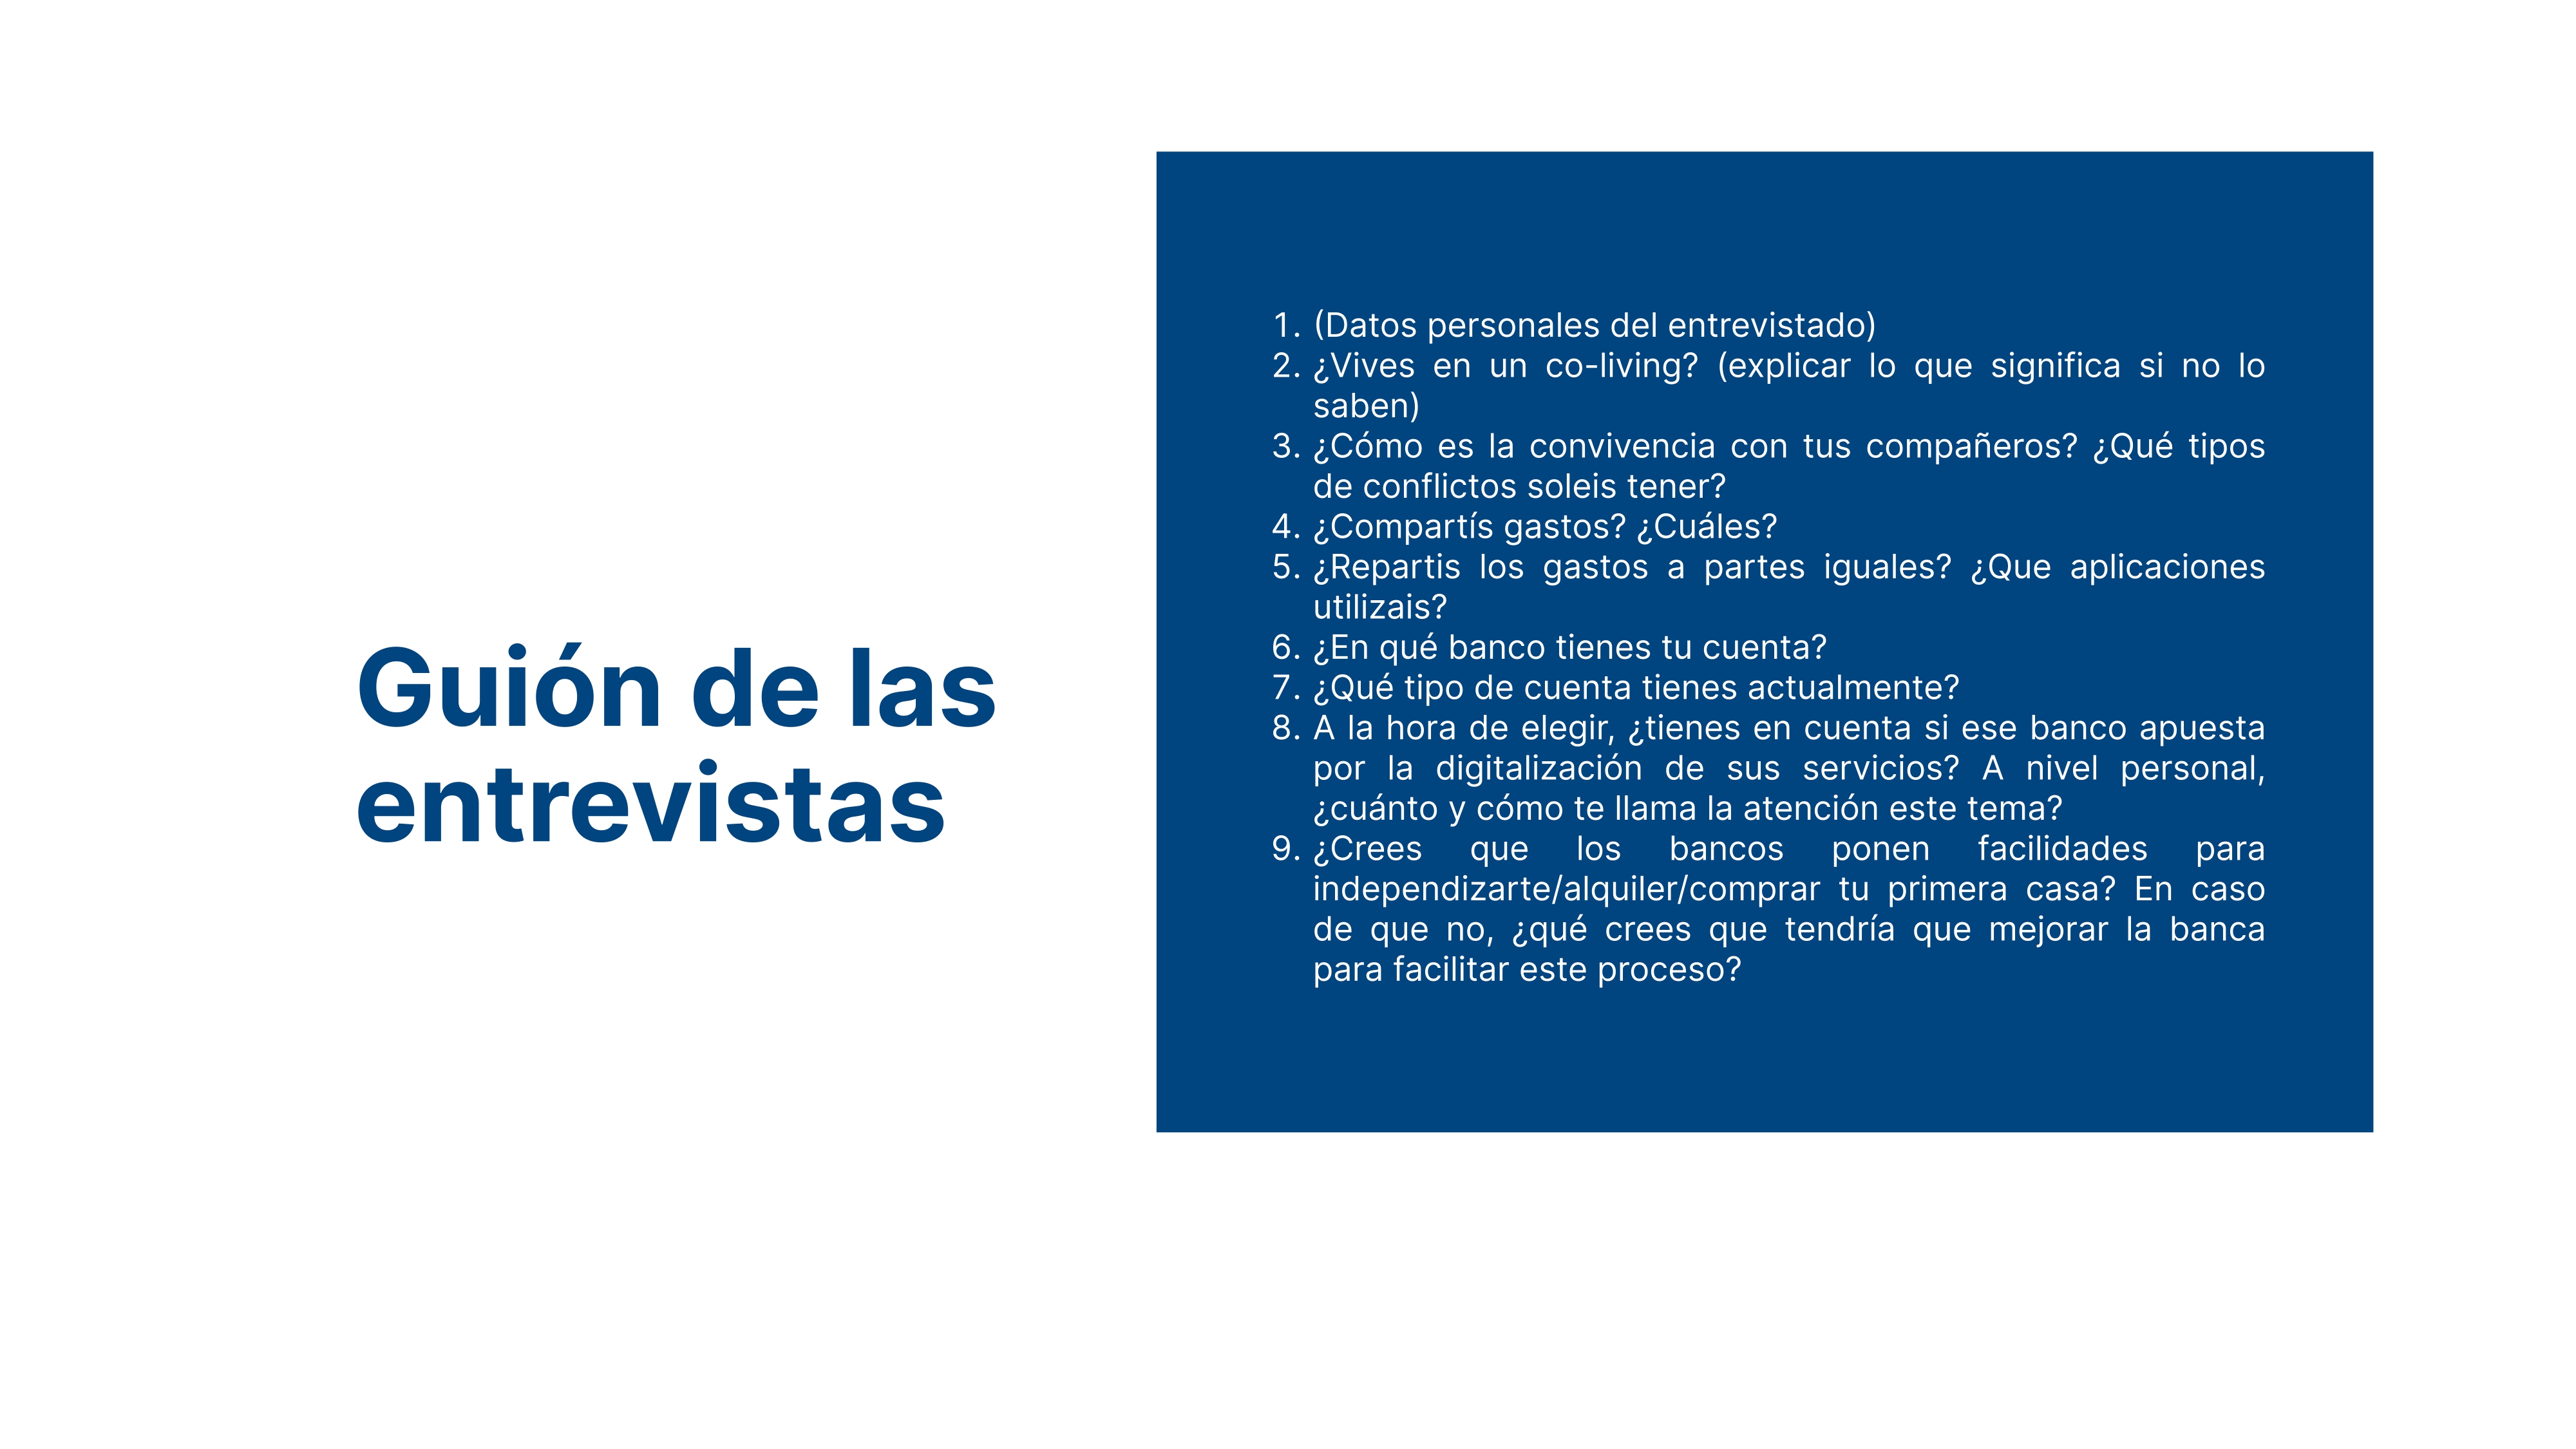 Guión de las
entrevistas
1. (Datos personales del entrevistado)
2. ¿Vives en un co-living? (explicar lo que significa si no lo
saben)
3. ¿Cómo es la convivencia con tus compañeros? ¿Qué tipos
de conflictos soleis tener?
4. ¿Compartís gastos? ¿Cuáles?
5. ¿Repartis los gastos a partes iguales? ¿Que aplicaciones
utilizais?
6. ¿En qué banco tienes tu cuenta?
7. ¿Qué tipo de cuenta tienes actualmente?
8. A la hora de elegir, ¿tienes en cuenta si ese banco apuesta
por la digitalización de sus servicios? A nivel personal,
¿cuánto y cómo te llama la atención este tema?
9. ¿Crees que los bancos ponen facilidades para
independizarte/alquiler/comprar tu primera casa? En caso
de que no, ¿qué crees que tendría que mejorar la banca
para facilitar este proceso?